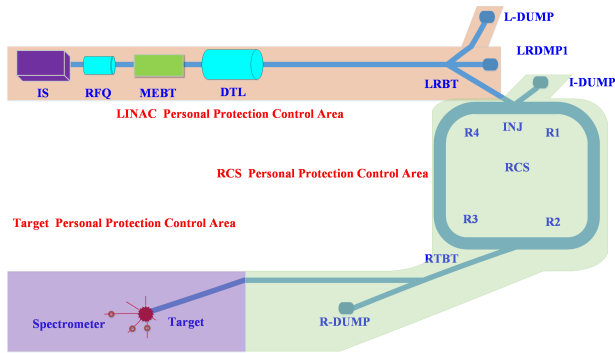 L-DUMP
LRDMP1
I-DUMP
IS
RFQ
MEBT
DTL
LRBT
LINAC Personal Protection Control Area
R4
INJ
R1
RCS Personal Protection Control Area
RCS
Target Personal Protection Control Area
R3
R2
RTBT
Spectrometer
Target
R-DUMP